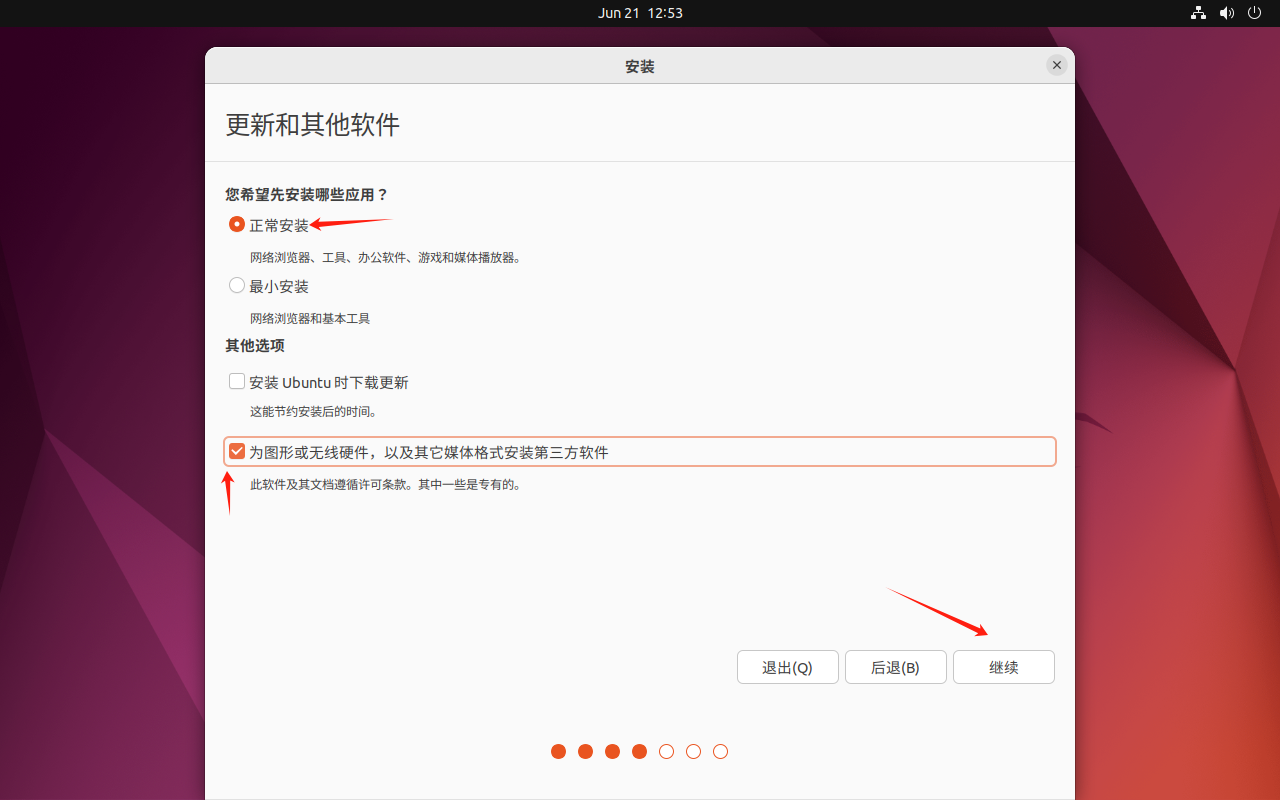 Jun 21 12:53
安装
更新和其他软件
您希望先安装哪些应用？
正常安装
网络浏览器、工具、办公软件、游戏和媒体播放器。
最小安装
网络浏览器和基本工具
其他选项
安装 Ubuntu 时下载更新
这能节约安装后的时间。
为图形或无线硬件，以及其它媒体格式安装第三方软件
此软件及其文档遵循许可条款。其中一些是专有的。
退出(Q) 后退(B) 继续